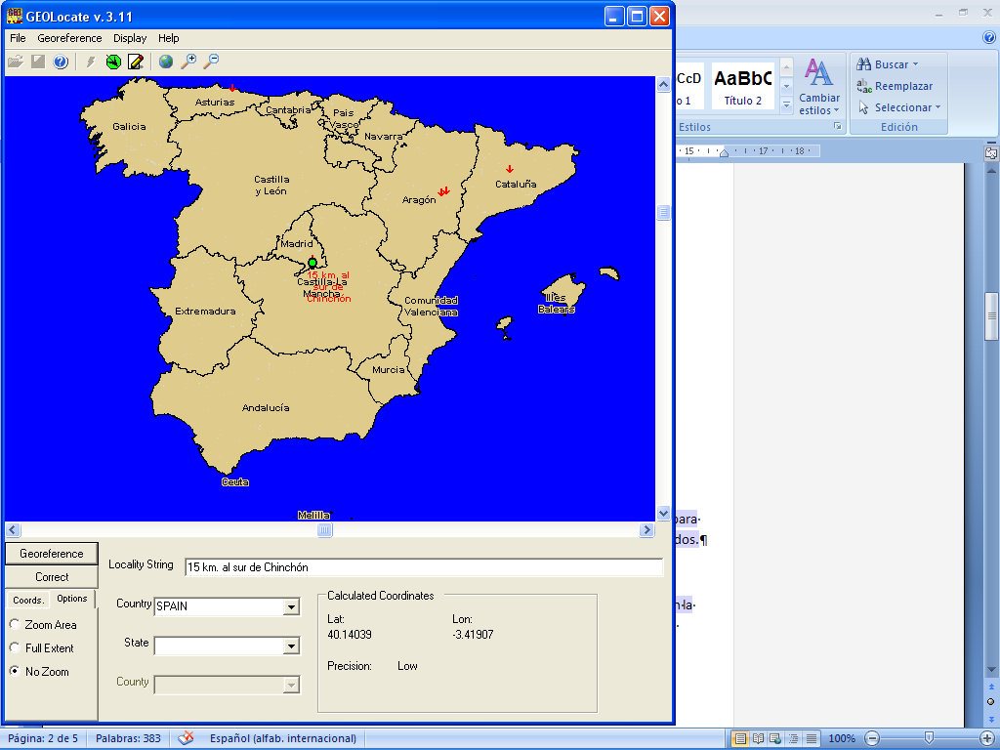 GEOLocate v. 3.11
File Georeference Display Help
Galicia
Asturias
Cantabria
Pais
Vasco
Navarra
Castilla
y León
Aragón
Cataluña
Madrid
15 km. al
sur de
Chinchón
Castilla-La
Mancha
Extremadura
Comunidad
Valenciana
Illes
Balears
Murcia
Andalucía
Ceuta
Melilla
Georeference
Correct
Coords. Options
Zoom Area
Full Extent
No Zoom
Locality String 15 km. al sur de Chinchón
Country SPAIN
State
County
Calculated Coordinates
Lat: Lon:
40.14039 -3.41907
Precision: Low
CcD AaBbC
o 1 Título 2
Cambiar
estilos
Estilos
Buscar
Reemplazar
Seleccionar
Edición
15 17 18
para
dos.¶
la
Página: 2 de 5 Palabras: 383 Español (alfab. internacional) 100%